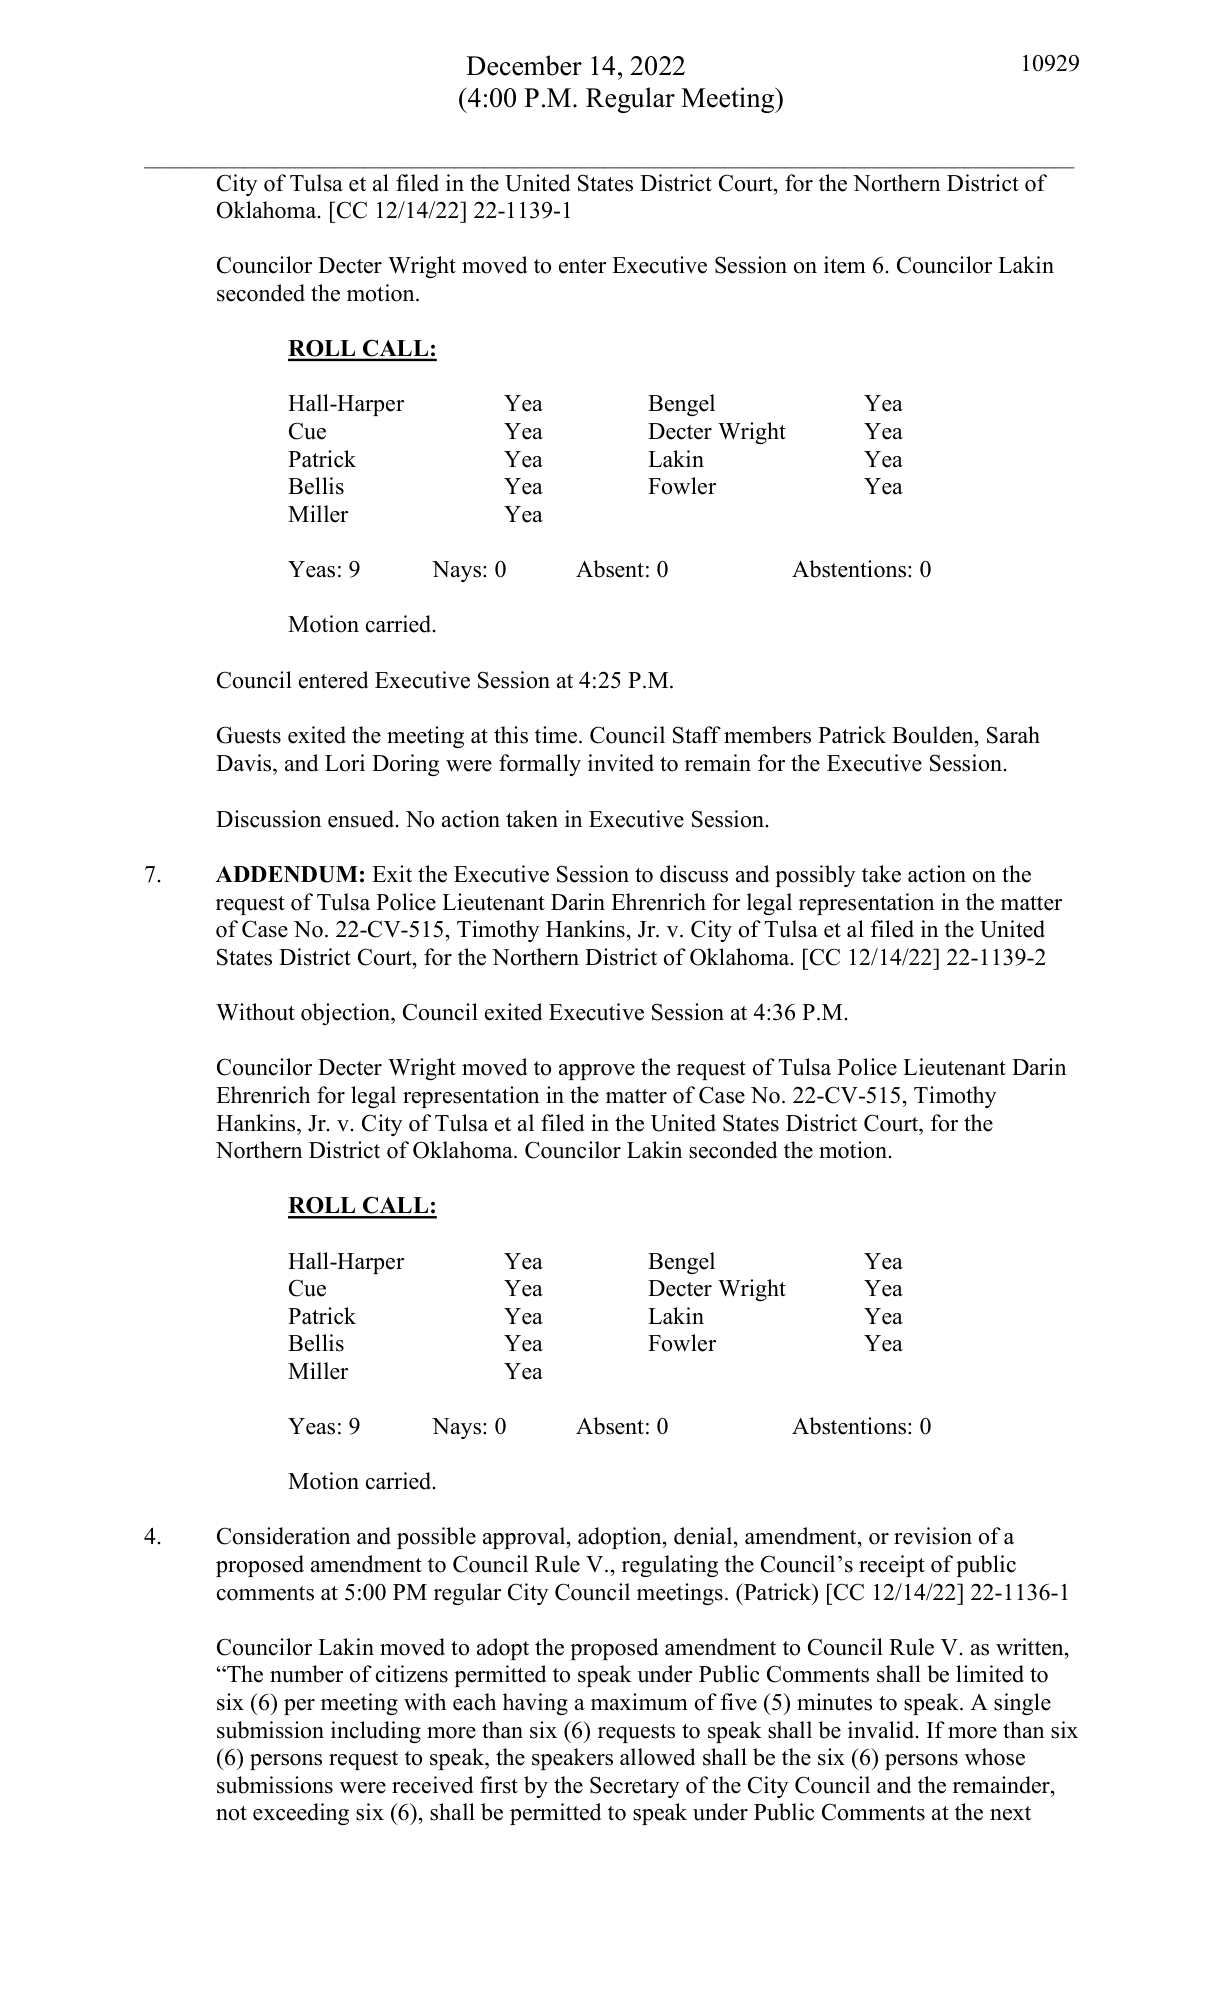 December 14, 2022 10929
(4:00 P.M. Regular Meeting)
City of Tulsa et al filed in the United States District Court, for the Northern District of
Oklahoma. [CC 12/14/22] 22-1139-1
Councilor Decter Wright moved to enter Executive Session on item 6. Councilor Lakin
seconded the motion.
ROLL CALL:
Hall-Harper Yea Bengel Yea
Cue Yea Decter Wright Yea
Patrick Yea Lakin Yea
Bellis Yea Fowler Yea
Miller Yea
Yeas: 9 Nays: 0 Absent: 0 Abstentions: 0
Motion carried.
Council entered Executive Session at 4:25 P.M.
Guests exited the meeting at this time. Council Staff members Patrick Boulden, Sarah
Davis, and Lori Doring were formally invited to remain for the Executive Session.
Discussion ensued. No action taken in Executive Session.
7. ADDENDUM: Exit the Executive Session to discuss and possibly take action on the
request of Tulsa Police Lieutenant Darin Ehrenrich for legal representation in the matter
of Case No. 22-CV-515, Timothy Hankins, Jr. v. City of Tulsa et al filed in the United
States District Court, for the Northern District of Oklahoma. [CC 12/14/22] 22-1139-2
Without objection, Council exited Executive Session at 4:36 P.M.
Councilor Decter Wright moved to approve the request of Tulsa Police Lieutenant Darin
Ehrenrich for legal representation in the matter of Case No. 22-CV-515, Timothy
Hankins, Jr. v. City of Tulsa et al filed in the United States District Court, for the
Northern District of Oklahoma. Councilor Lakin seconded the motion.
ROLL CALL:
Hall-Harper Yea Bengel Yea
Cue Yea Decter Wright Yea
Patrick Yea Lakin Yea
Bellis Yea Fowler Yea
Miller Yea
Yeas: 9 Nays: 0 Absent: 0 Abstentions: 0
Motion carried.
4. Consideration and possible approval, adoption, denial, amendment, or revision of a
proposed amendment to Council Rule V., regulating the Council’s receipt of public
comments at 5:00 PM regular City Council meetings. (Patrick) [CC 12/14/22] 22-1136-1
Councilor Lakin moved to adopt the proposed amendment to Council Rule V. as written,
“The number of citizens permitted to speak under Public Comments shall be limited to
six (6) per meeting with each having a maximum of five (5) minutes to speak. A single
submission including more than six (6) requests to speak shall be invalid. If more than six
(6) persons request to speak, the speakers allowed shall be the six (6) persons whose
submissions were received first by the Secretary of the City Council and the remainder,
not exceeding six (6), shall be permitted to speak under Public Comments at the next